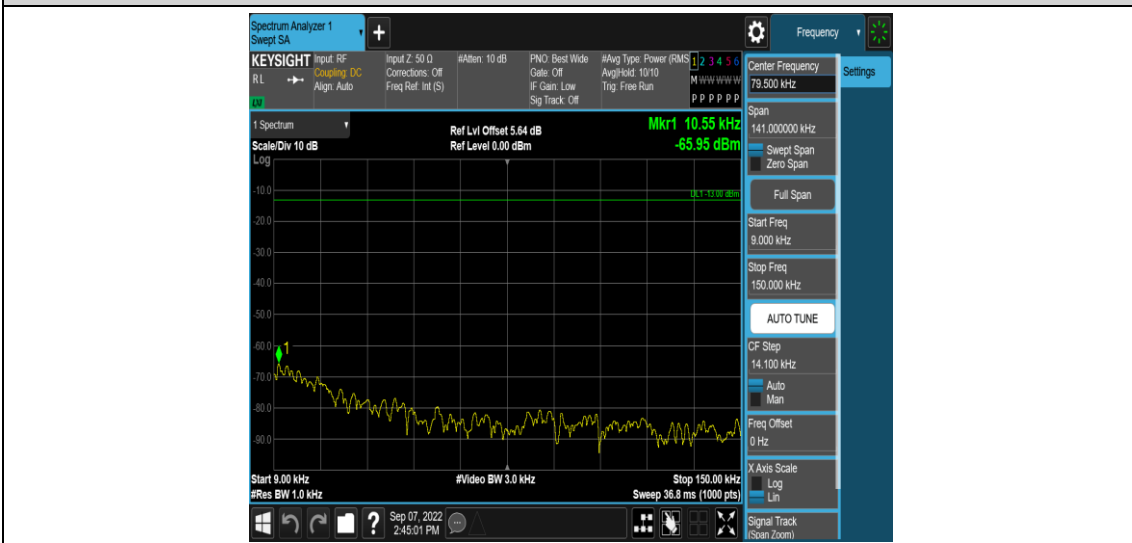 Spectrum Analyzer 1
Swept SA
+
Frequency
KEYSIGHT
RL
LW
Input: RF
Coupling: DC
Align: Auto
Input Z: 50 Ω
Corrections: Off
Freq Ref: Int (S)
#Atten: 10 dB
PNO: Best Wide
Gate: Off
IF Gain: Low
Sig Track: Off
#Avg Type: Power (RMS
Avg|Hold: 10/10
Trig: Free Run
1 2 3 4 5 6
M W W W W W
P P P P P P
1 Spectrum
Scale/Div 10 dB
Ref Lvl Offset 5.64 dB
Ref Level 0.00 dBm
Mkr1 10.55 kHz
-65.95 dBm
Log
DL1 -13.00 dBm
-10.0
-20.0
-30.0
-40.0
-50.0
-60.0
1
-70.0
-80.0
-90.0
Start 9.00 kHz
#Res BW 1.0 kHz
#Video BW 3.0 kHz
Stop 150.00 kHz
Sweep 36.8 ms (1000 pts)
Center Frequency
79.500 kHz
Settings
Span
141.000000 kHz
Swept Span
Zero Span
Full Span
Start Freq
9.000 kHz
Stop Freq
150.000 kHz
AUTO TUNE
CF Step
14.100 kHz
Auto
Man
Freq Offset
0 Hz
X Axis Scale
Log
Lin
Signal Track
(Span Zoom)
?
Sep 07, 2022
2:45:01 PM